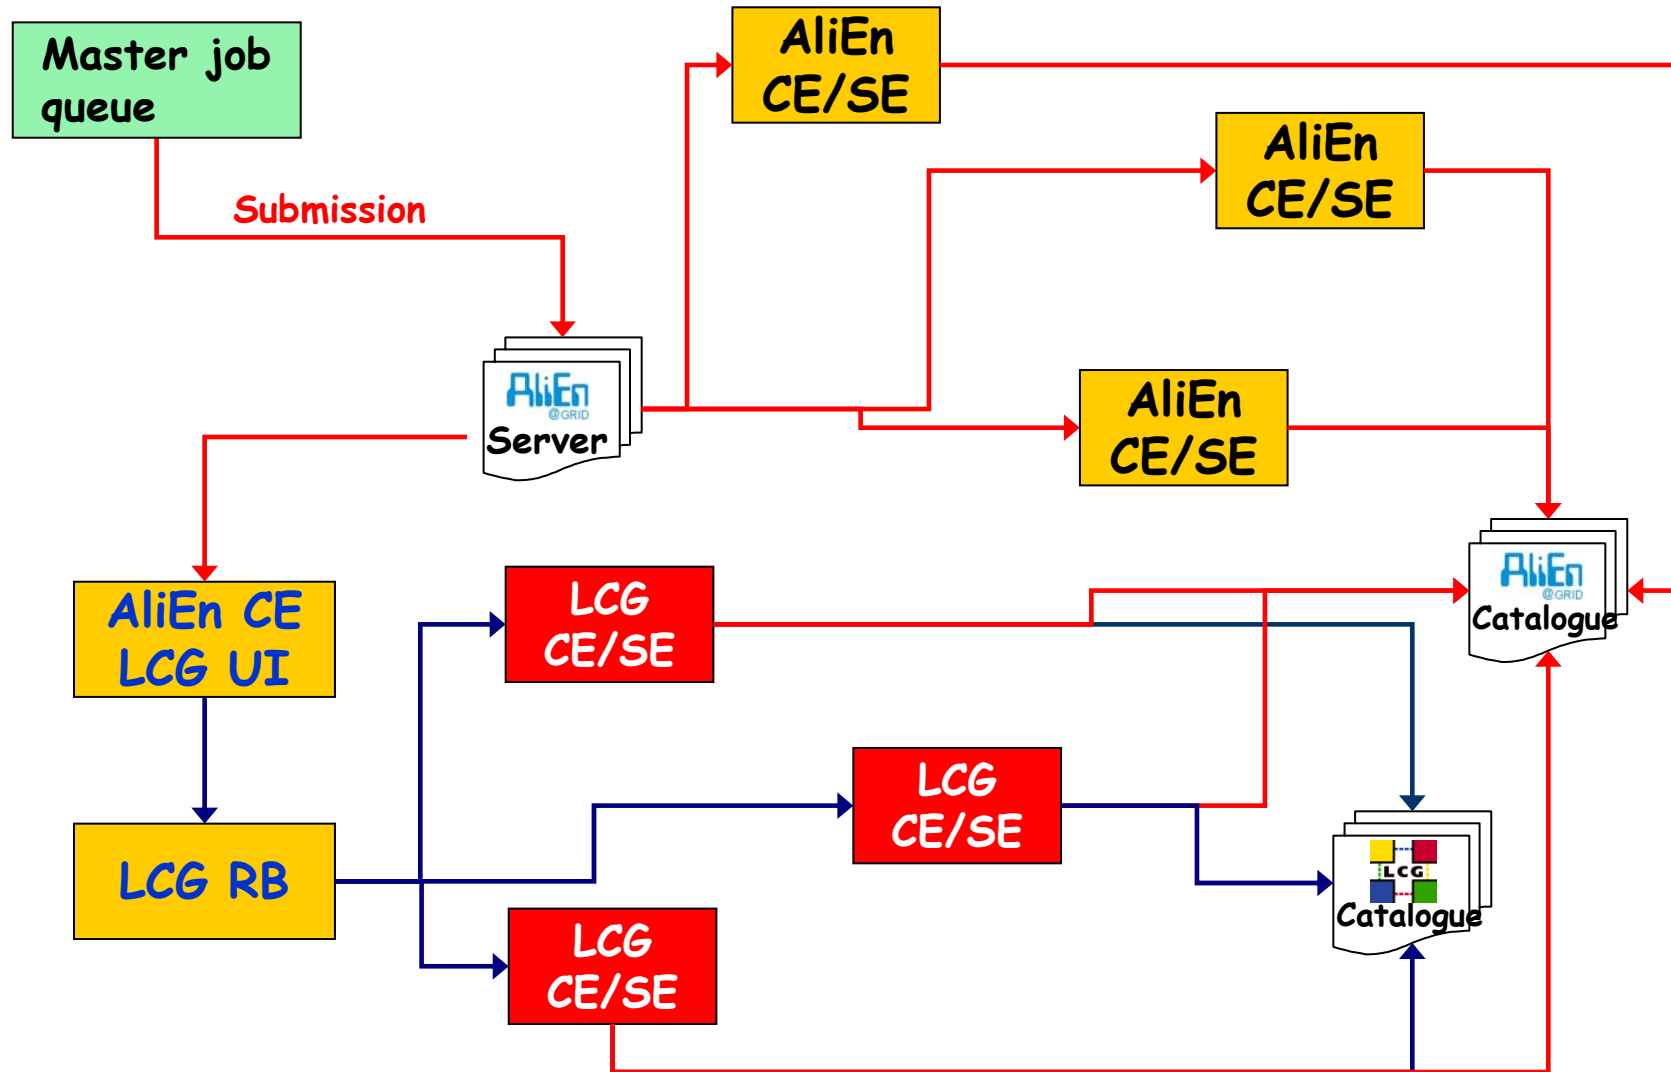 Master job
queue
Submission
AliEn
CE/SE
AliEn
CE/SE
AliEn
@GRID
Server
AliEn
CE/SE
AliEn CE
LCG UI
LCG
CE/SE
AliEn
@GRID
Catalogue
LCG RB
LCG
CE/SE
LCG
Catalogue
LCG
CE/SE